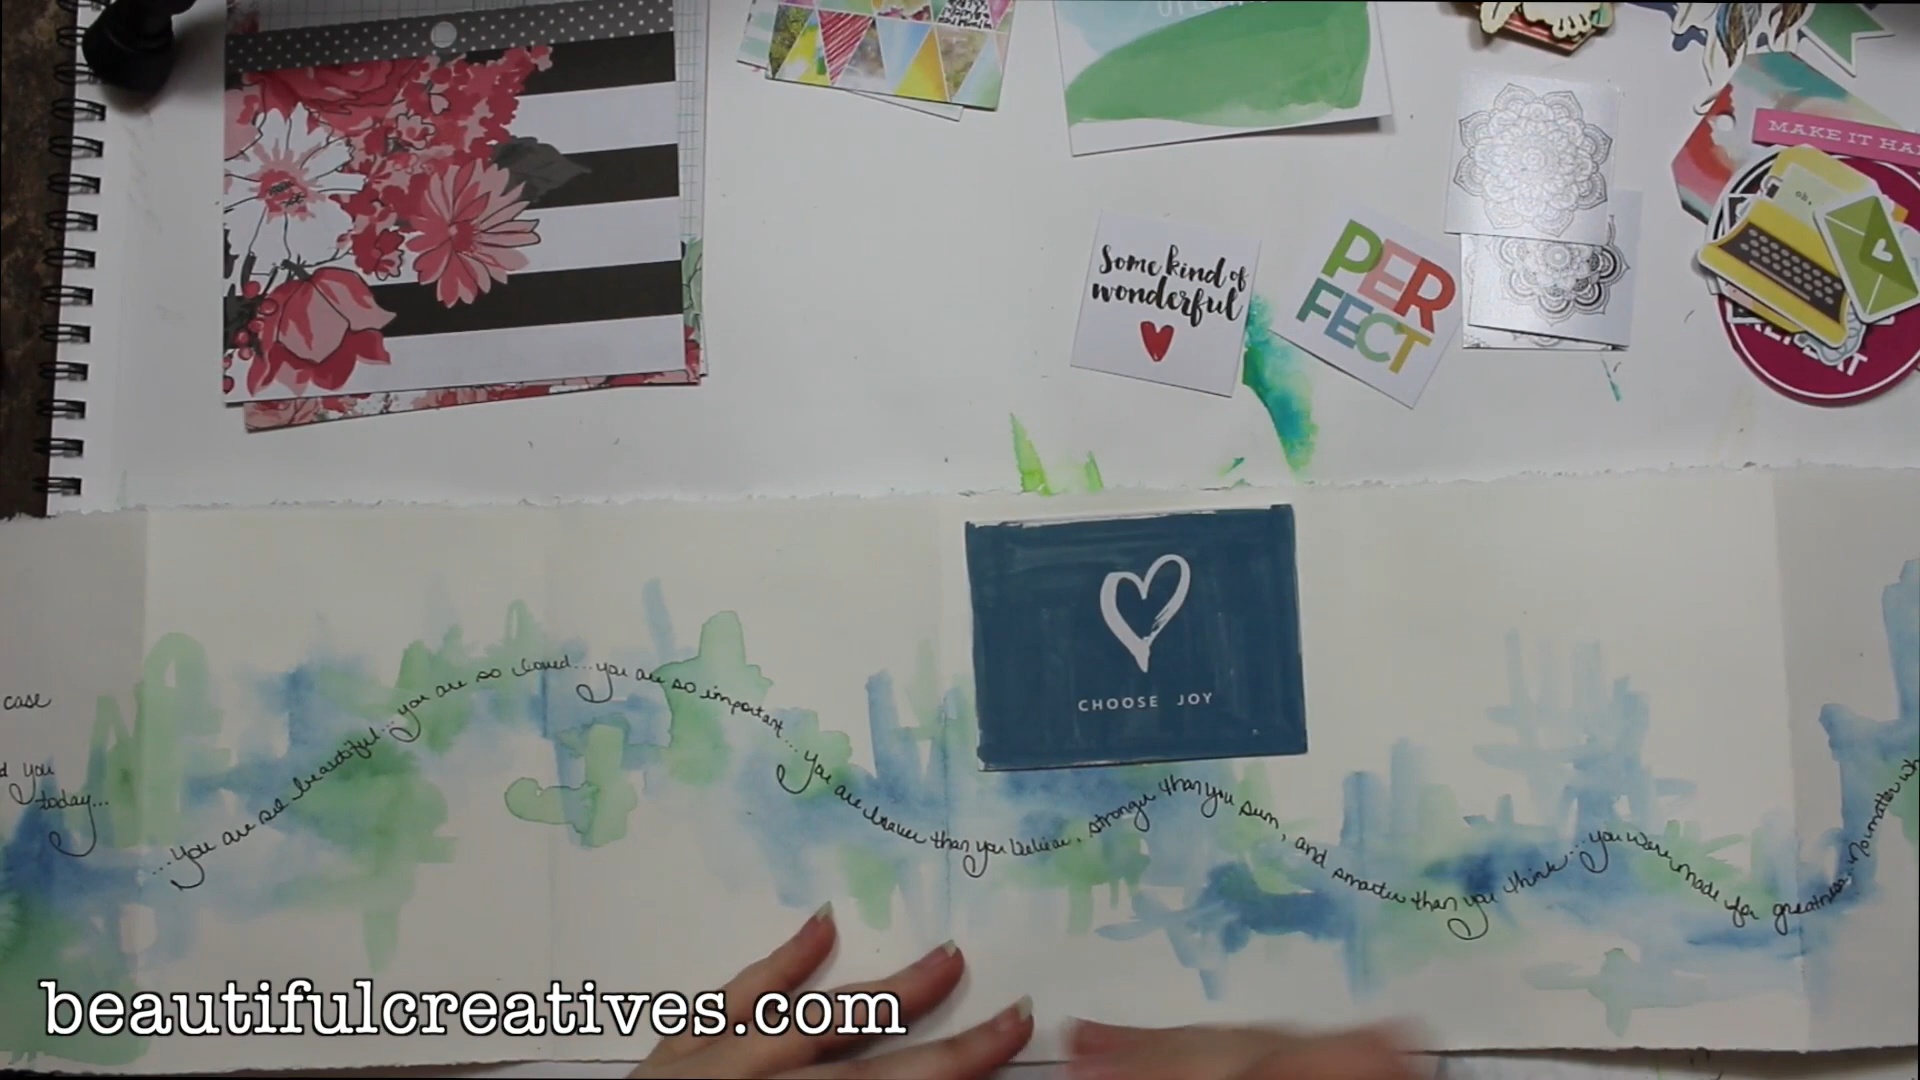 MAKE IT HA
oh,
Some kind of
wonderful
PER
FECT
CHOOSE JOY
case
you
today...
...you are so beautiful...you are so loved...you are so important...you are braver than you believe, stronger than you seem, and smarter than you think...you were made for greatness...no matter wh
beautifulcreatives.com